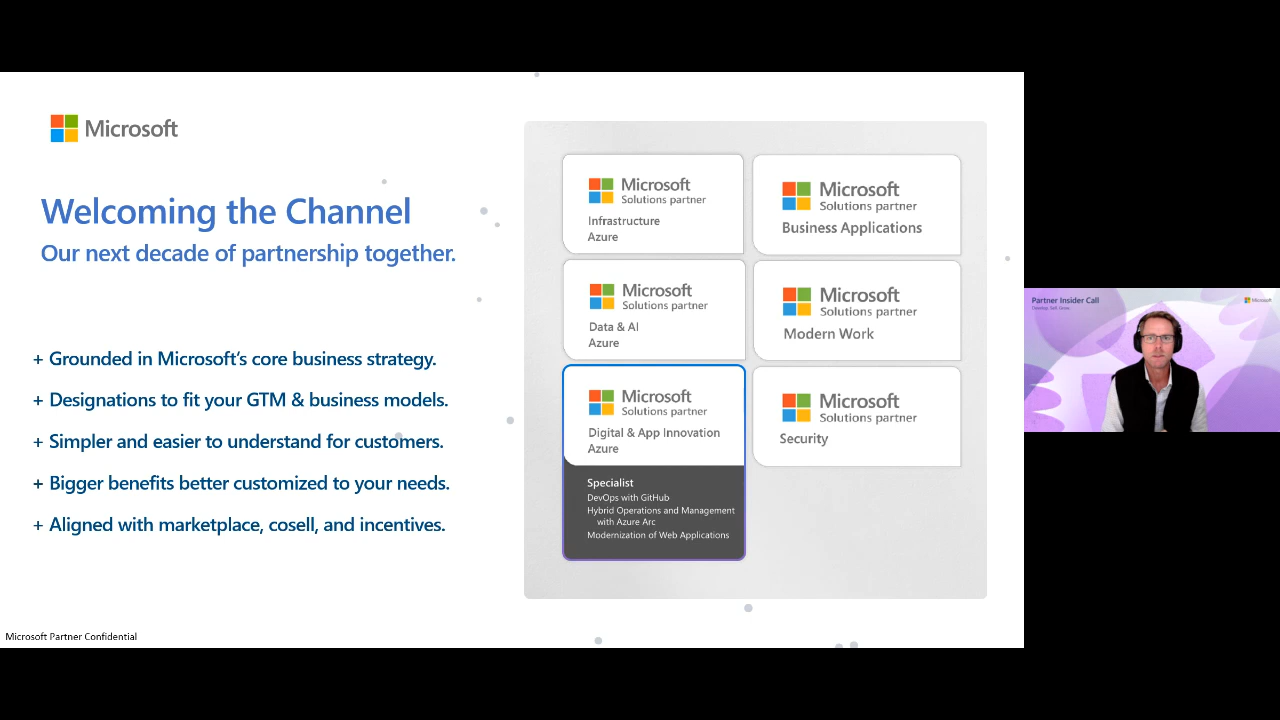 Microsoft
Welcoming the Channel
Our next decade of partnership together.
+ Grounded in Microsoft's core business strategy.
+ Designations to fit your GTM & business models.
+ Simpler and easier to understand for customers.
+ Bigger benefits better customized to your needs.
+ Aligned with marketplace, cosell, and incentives.
Microsoft Partner Confidential
Microsoft
Solutions partner
Infrastructure
Azure
Microsoft
Solutions partner
Business Applications
Microsoft
Solutions partner
Data & AI
Azure
Microsoft
Solutions partner
Modern Work
Microsoft
Solutions partner
Digital & App Innovation
Azure
Specialist
DevOps with GitHub
Hybrid Operations and Management
with Azure Arc
Modernization of Web Applications
Microsoft
Solutions partner
Security
Partner Insider Call
Develop. Sell. Grow.
Microsoft